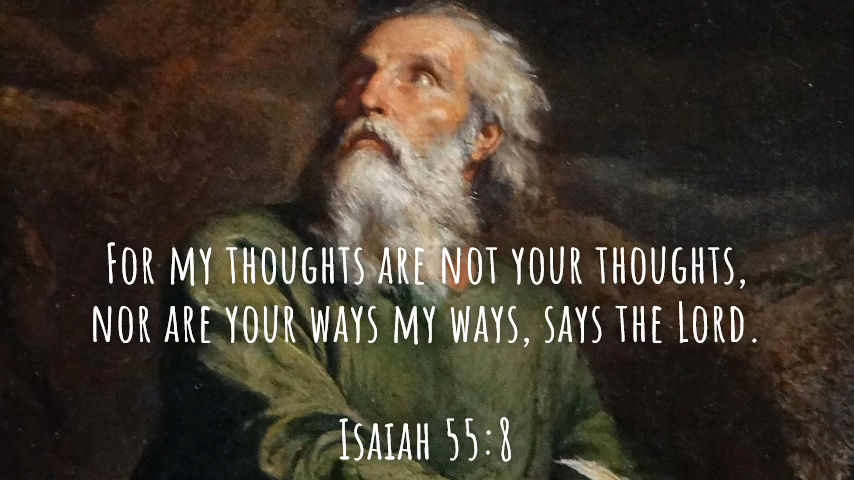 For my thoughts are not your thoughts,
nor are your ways my ways, says the Lord.
Isaiah 55:8